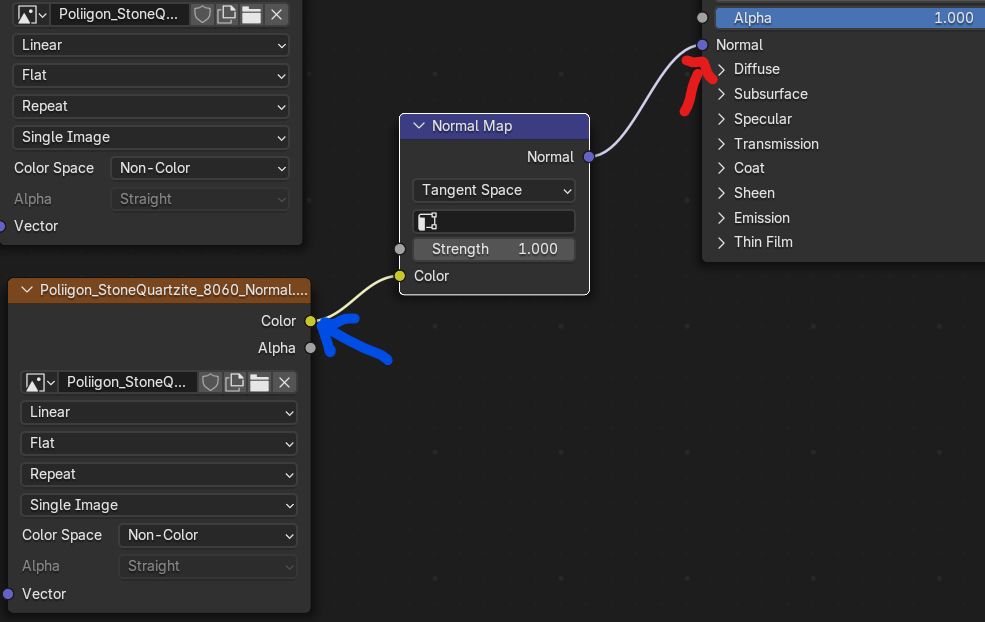 Poliigon_StoneQ...
Linear
Flat
Repeat
Single Image
Color Space Non-Color
Alpha Straight
Vector
Poliigon_StoneQuartzite_8060_Normal....
Color
Alpha
Poliigon_StoneQ...
Linear
Flat
Repeat
Single Image
Color Space Non-Color
Alpha Straight
Vector
Normal Map
Normal
Tangent Space
Strength 1.000
Color
Alpha 1.000
Normal
Diffuse
Subsurface
Specular
Transmission
Coat
Sheen
Emission
Thin Film